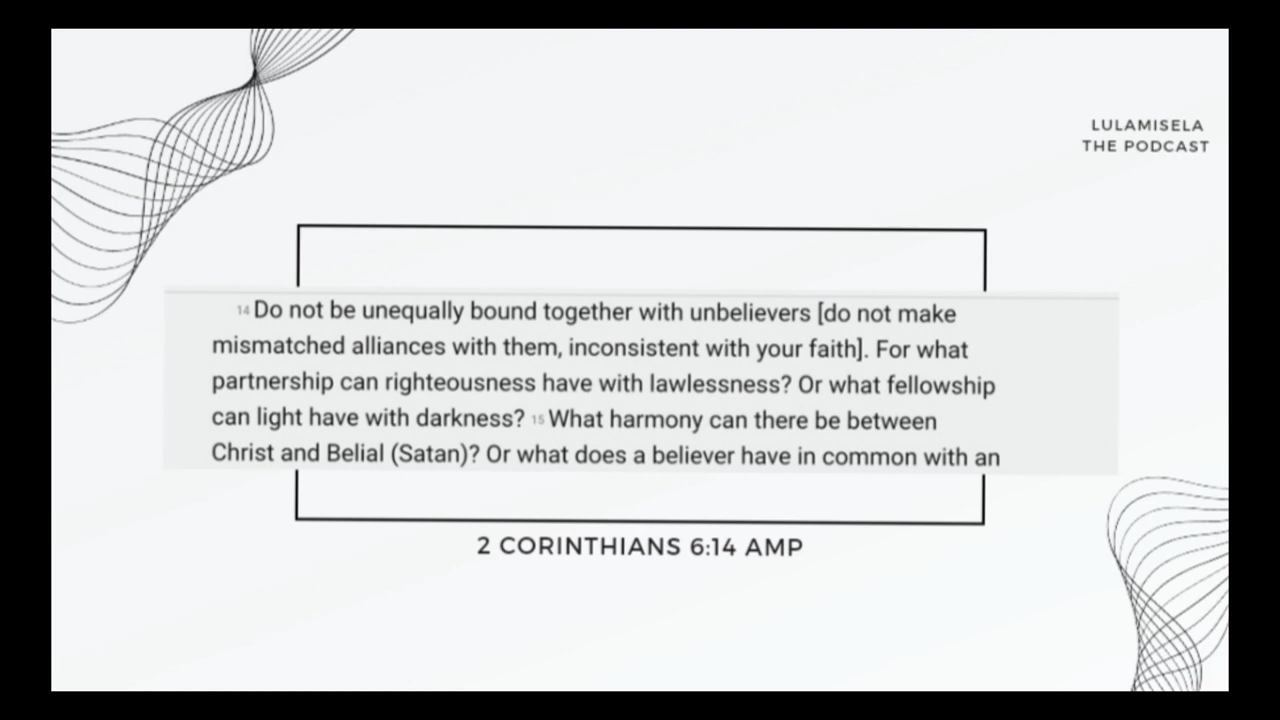 LULAMISELA
THE PODCAST
14 Do not be unequally bound together with unbelievers [do not make
mismatched alliances with them, inconsistent with your faith]. For what
partnership can righteousness have with lawlessness? Or what fellowship
can light have with darkness? 15 What harmony can there be between
Christ and Belial (Satan)? Or what does a believer have in common with an
2 CORINTHIANS 6:14 AMP